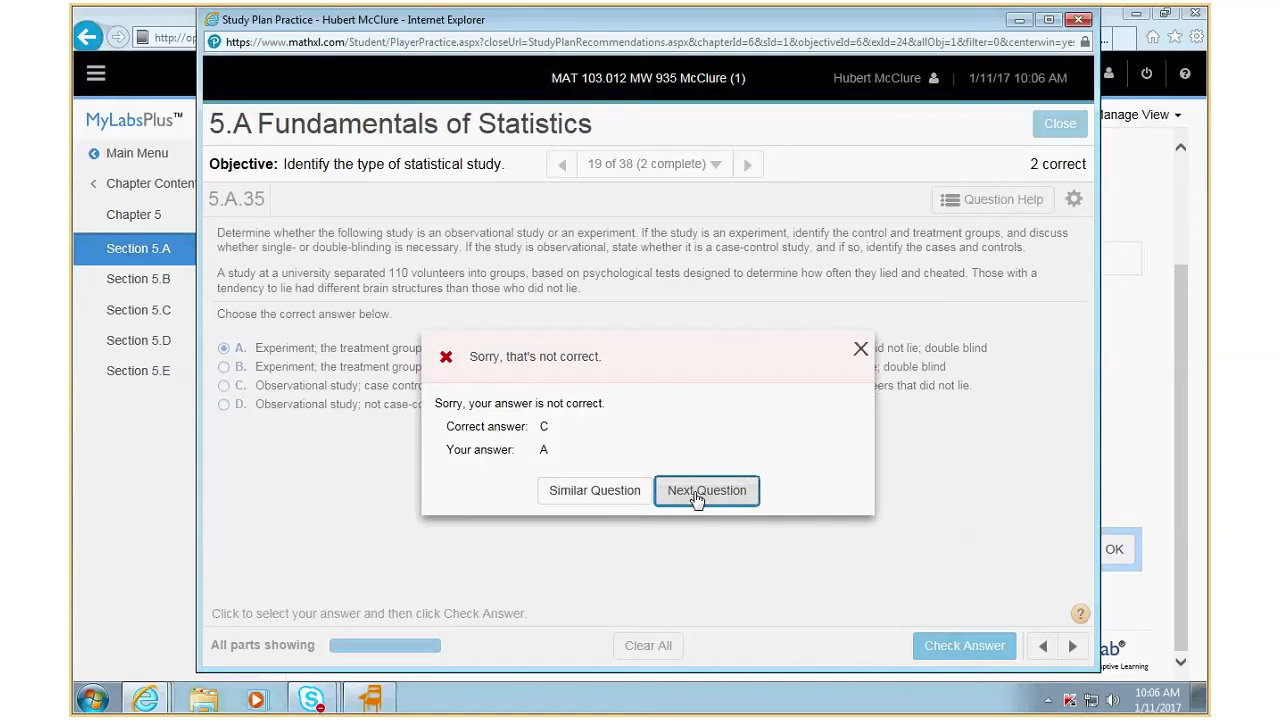 Study Plan Practice - Hubert McClure - Internet Explorer
http://op
https://www.mathxl.com/Student/PlayerPractice.aspx?closeUrl=StudyPlanRecommendations.aspx&chapterId=6&sId=1&objectiveId=6&exId=24&allObj=1&filter=0&centerwin=yes
...
MAT 103.012 MW 935 McClure (1)
Hubert McClure
1/11/17 10:06 AM
MyLabsPlus™
Manage View
5.A Fundamentals of Statistics
Close
Main Menu
Objective: Identify the type of statistical study.
19 of 38 (2 complete)
2 correct
Chapter Conten
5.A.35
Question Help
Chapter 5
Determine whether the following study is an observational study or an experiment. If the study is an experiment, identify the control and treatment groups, and discuss
whether single- or double-blinding is necessary. If the study is observational, state whether it is a case-control study, and if so, identify the cases and controls.
Section 5.A
A study at a university separated 110 volunteers into groups, based on psychological tests designed to determine how often they lied and cheated. Those with a
tendency to lie had different brain structures than those who did not lie.
Section 5.B
Section 5.C
Choose the correct answer below.
Section 5.D
A. Experiment; the treatment group
did not lie; double blind
B. Experiment; the treatment group
e; double blind
Section 5.E
C. Observational study; case contro
eers that did not lie.
D. Observational study; not case-co
Sorry, that's not correct.
Sorry, your answer is not correct.
Correct answer: C
Your answer: A
Similar Question
Next Question
OK
Click to select your answer and then click Check Answer.
?
All parts showing
Clear All
Check Answer
ab®
ptive Learning
10:06 AM
1/11/2017